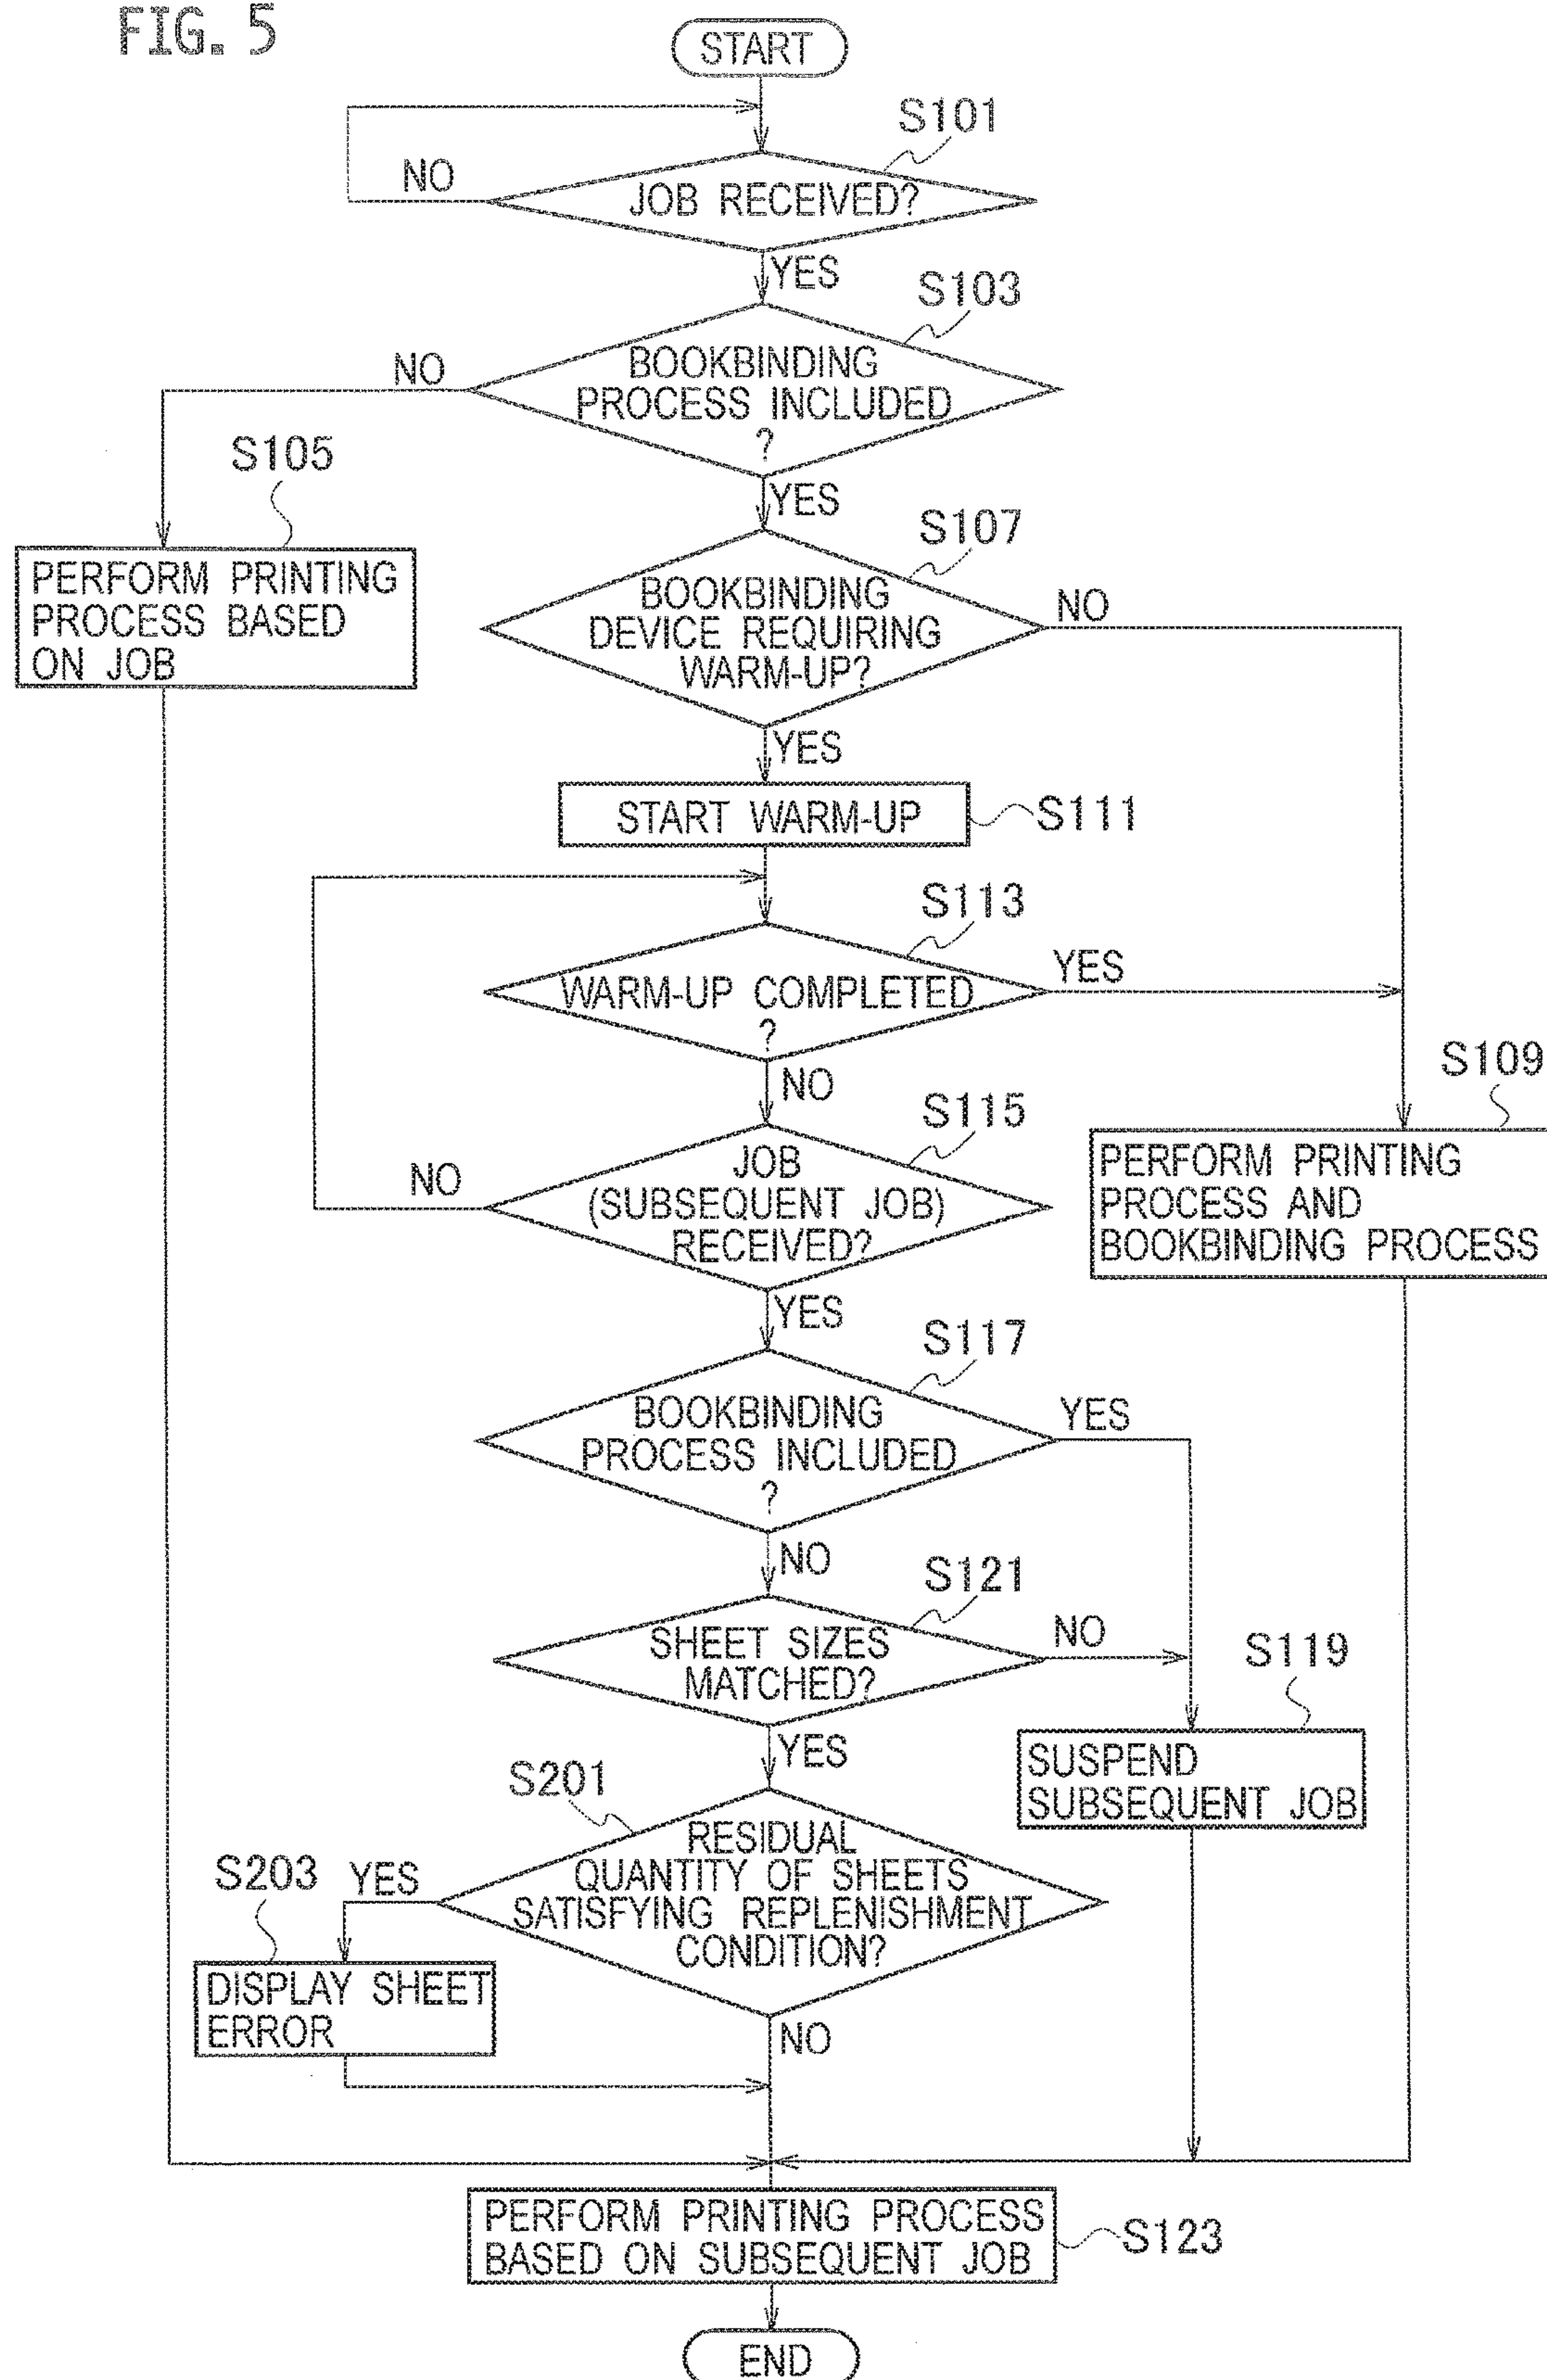 FIG. 5
START
S101
NO
JOB RECEIVED?
YES
S103
NO
BOOKBINDING
PROCESS INCLUDED
?
S105
YES
S107
PERFORM PRINTING
PROCESS BASED
ON JOB
BOOKBINDING
DEVICE REQUIRING
WARM-UP?
NO
YES
START WARM-UP
S111
S113
WARM-UP COMPLETED
?
YES
NO
S109
S115
JOB
(SUBSEQUENT JOB)
RECEIVED?
NO
PERFORM PRINTING
PROCESS AND
BOOKBINDING PROCESS
YES
S117
BOOKBINDING
PROCESS INCLUDED
?
YES
NO
S121
SHEET SIZES
MATCHED?
NO
S119
YES
SUSPEND
SUBSEQUENT JOB
S201
RESIDUAL
QUANTITY OF SHEETS
SATISFYING REPLENISHMENT
CONDITION?
S203
YES
DISPLAY SHEET
ERROR
NO
PERFORM PRINTING PROCESS
BASED ON SUBSEQUENT JOB
S123
END